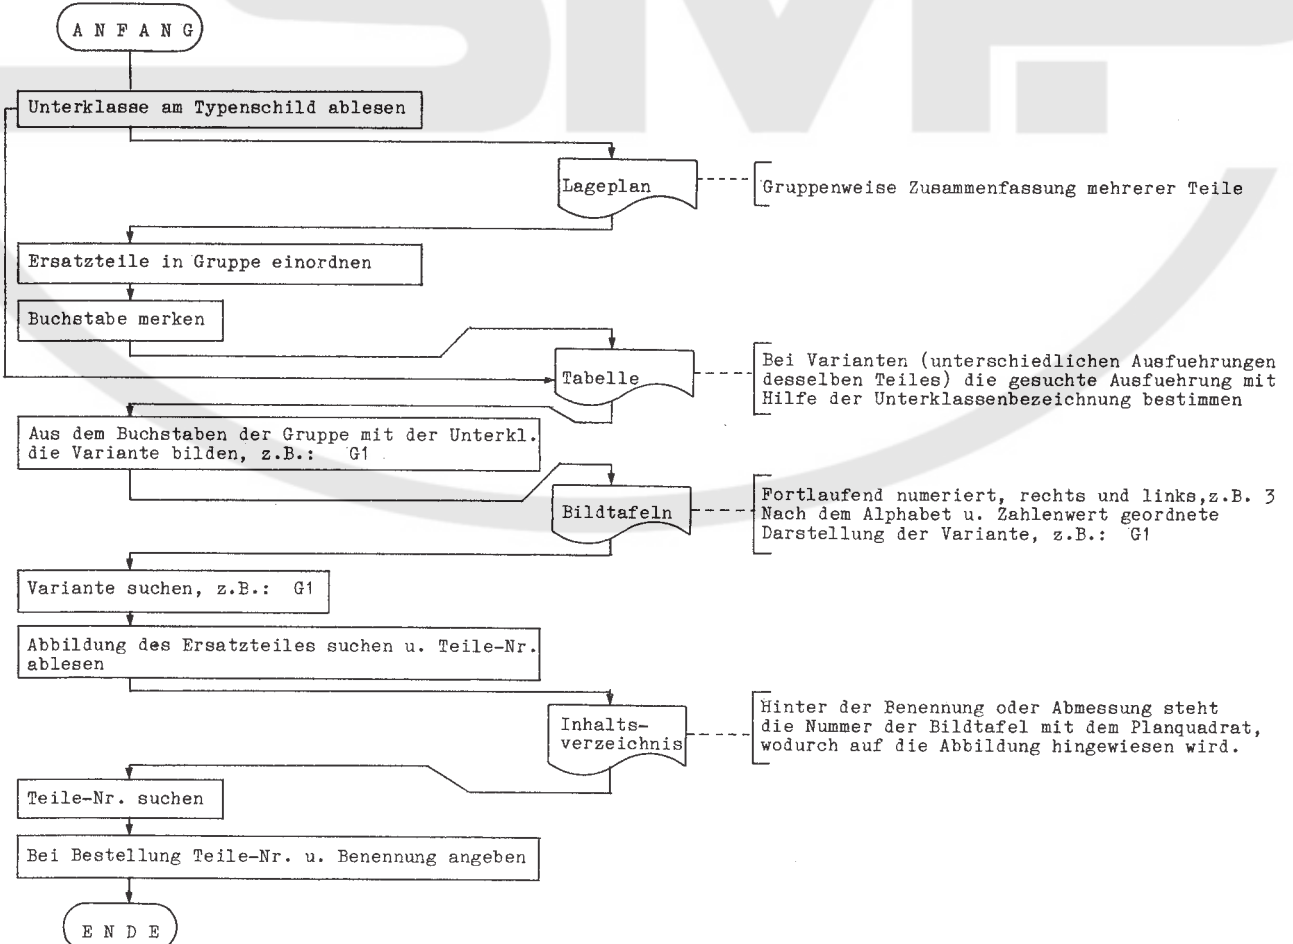 A N F A N G
Unterklasse am Typenschild ablesen
Lageplan
Gruppenweise Zusammenfassung mehrerer Teile
Ersatzteile in Gruppe einordnen
Buchstabe merken
Tabelle
Bei Varianten (unterschiedlichen Ausfuehrungen
desselben Teiles) die gesuchte Ausfuehrung mit
Hilfe der Unterklassenbezeichnung bestimmen
Aus dem Buchstaben der Gruppe mit der Unterkl.
die Variante bilden, z.B.: G1
Bildtafeln
Fortlaufend numeriert, rechts und links,z.B. 3
Nach dem Alphabet u. Zahlenwert geordnete
Darstellung der Variante, z.B.: G1
Variante suchen, z.B.: G1
Abbildung des Ersatzteiles suchen u. Teile-Nr.
ablesen
Inhalts-
verzeichnis
Hinter der Benennung oder Abmessung steht
die Nummer der Bildtafel mit dem Planquadrat,
wodurch auf die Abbildung hingewiesen wird.
Teile-Nr. suchen
Bei Bestellung Teile-Nr. u. Benennung angeben
E N D E